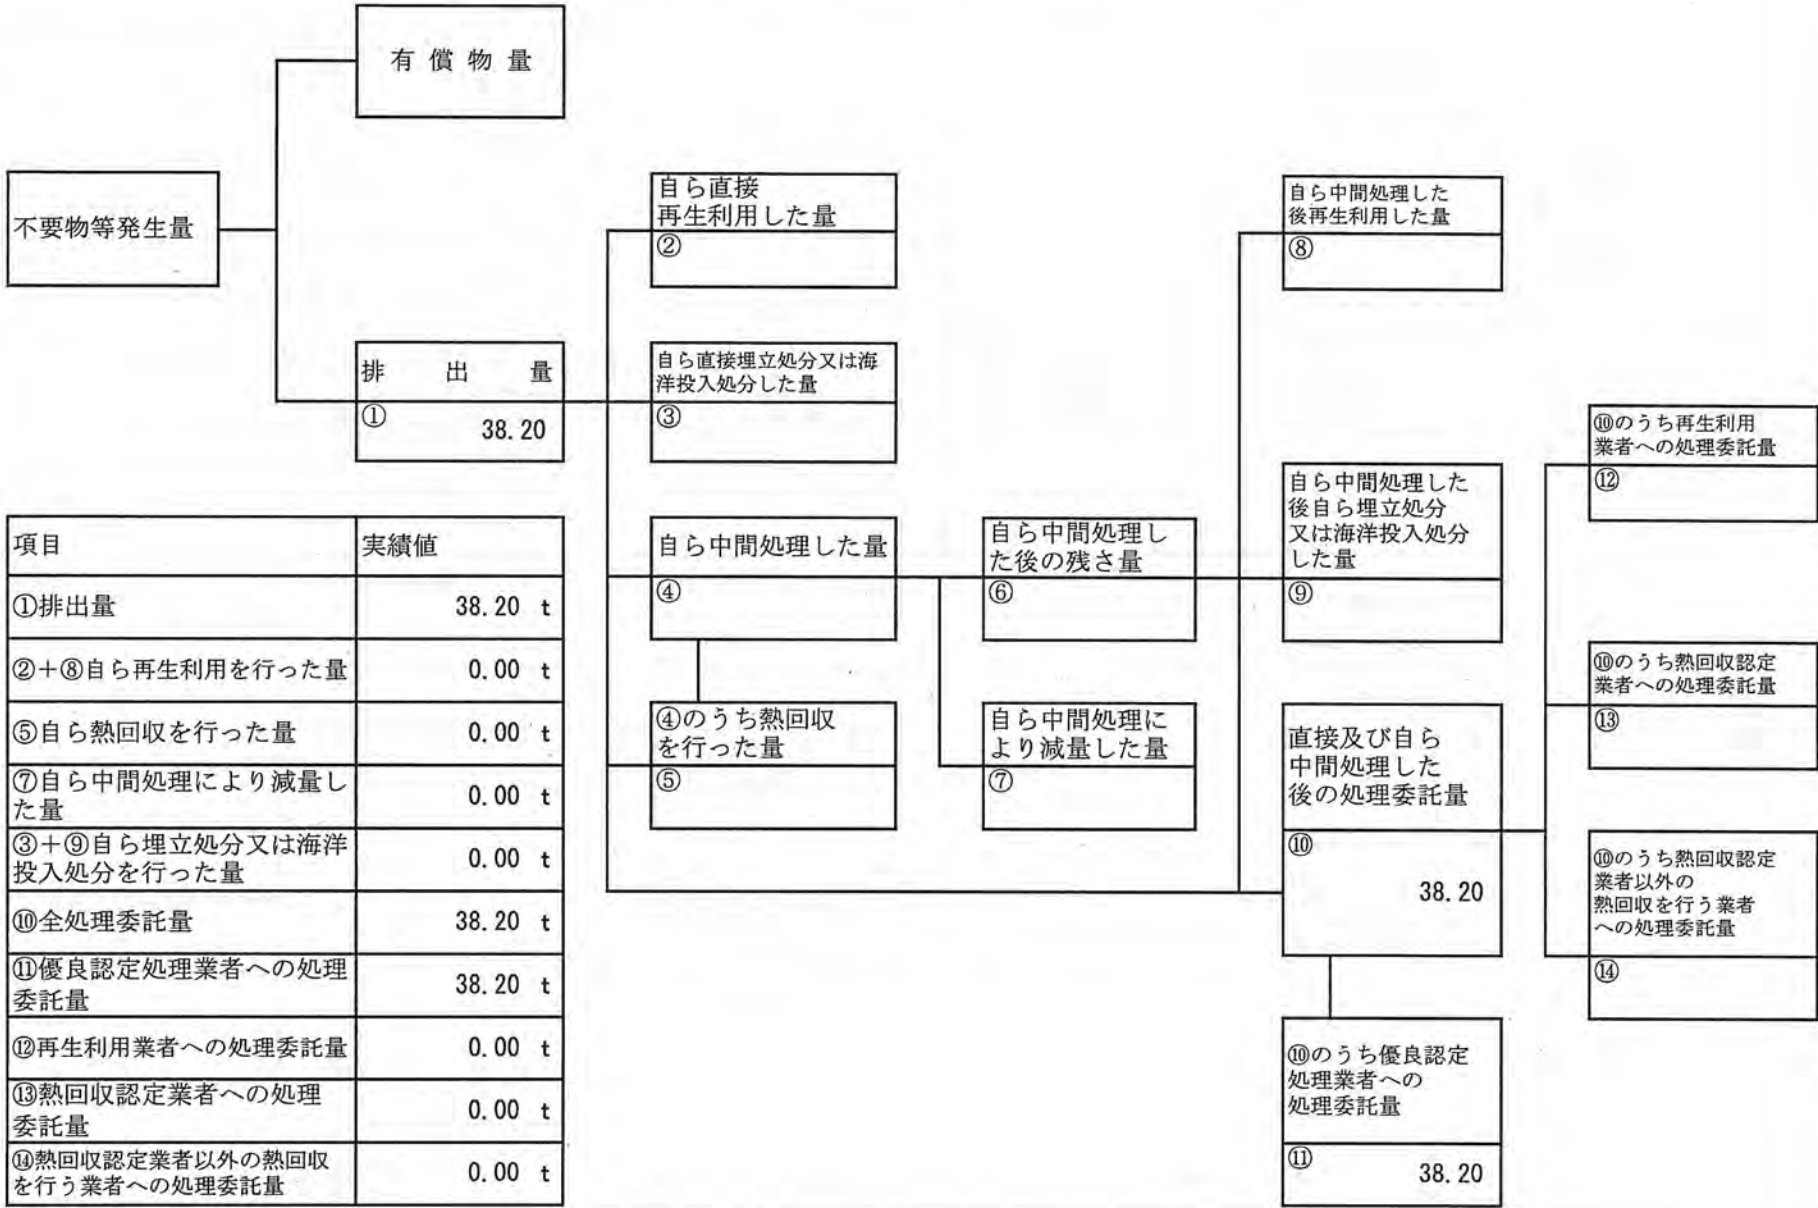 有償物量
不要物等発生量
排出量
①
38.20
自ら直接
再生利用した量
②
自ら直接埋立処分又は海
洋投入処分した量
③
自ら中間処理した量
④
④のうち熱回収
を行った量
⑤
自ら中間処理し
た後の残さ量
⑥
自ら中間処理に
より減量した量
⑦
自ら中間処理した
後再生利用した量
⑧
自ら中間処理した
後自ら埋立処分
又は海洋投入処分
した量
⑨
直接及び自ら
中間処理した
後の処理委託量
⑩
38.20
⑩のうち優良認定
処理業者への
処理委託量
⑪
38.20
⑩のうち再生利用
業者への処理委託量
⑫
⑩のうち熱回収認定
業者への処理委託量
⑬
⑩のうち熱回収認定
業者以外の
熱回収を行う業者
への処理委託量
⑭
項目 実績値
①排出量 38.20 t
②+⑧自ら再生利用を行った量 0.00 t
⑤自ら熱回収を行った量 0.00 t
⑦自ら中間処理により減量し
た量 0.00 t
③+⑨自ら埋立処分又は海洋
投入処分を行った量 0.00 t
⑩全処理委託量 38.20 t
⑪優良認定処理業者への処理
委託量 38.20 t
⑫再生利用業者への処理委託量 0.00 t
⑬熱回収認定業者への処理
委託量 0.00 t
⑭熱回収認定業者以外の熱回収
を行う業者への処理委託量 0.00 t